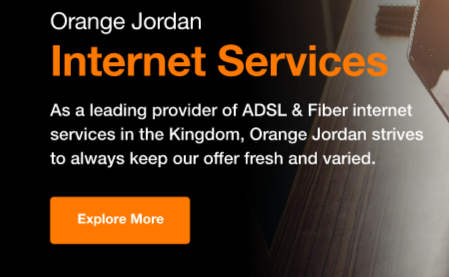 Orange Jordan
Internet Services
As a leading provider of ADSL & Fiber internet
services in the Kingdom, Orange Jordan strives
to always keep our offer fresh and varied.
Explore More